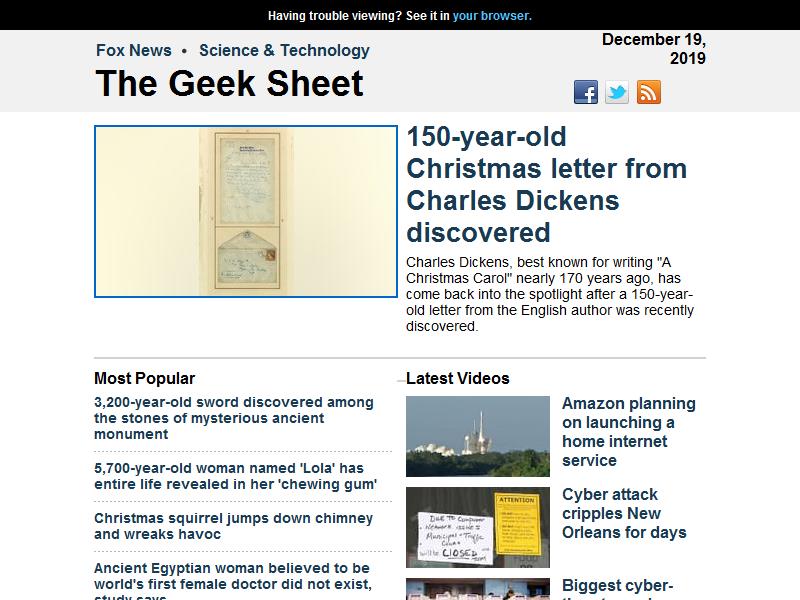 Having trouble viewing? See it in your browser.
Fox News • Science & Technology
The Geek Sheet
December 19,
2019
150-year-old
Christmas letter from
Charles Dickens
discovered
Charles Dickens, best known for writing "A
Christmas Carol" nearly 170 years ago, has
come back into the spotlight after a 150-year-
old letter from the English author was recently
discovered.
Most Popular
3,200-year-old sword discovered among
the stones of mysterious ancient
monument
5,700-year-old woman named 'Lola' has
entire life revealed in her 'chewing gum'
Christmas squirrel jumps down chimney
and wreaks havoc
Ancient Egyptian woman believed to be
world's first female doctor did not exist,
study says
Latest Videos
Amazon planning
on launching a
home internet
service
DUE TO Computer
Network ISSUES
Municipal + Traffic
Court
will be CLOSED
ATTENTION
Cyber attack
cripples New
Orleans for days
Biggest cyber-